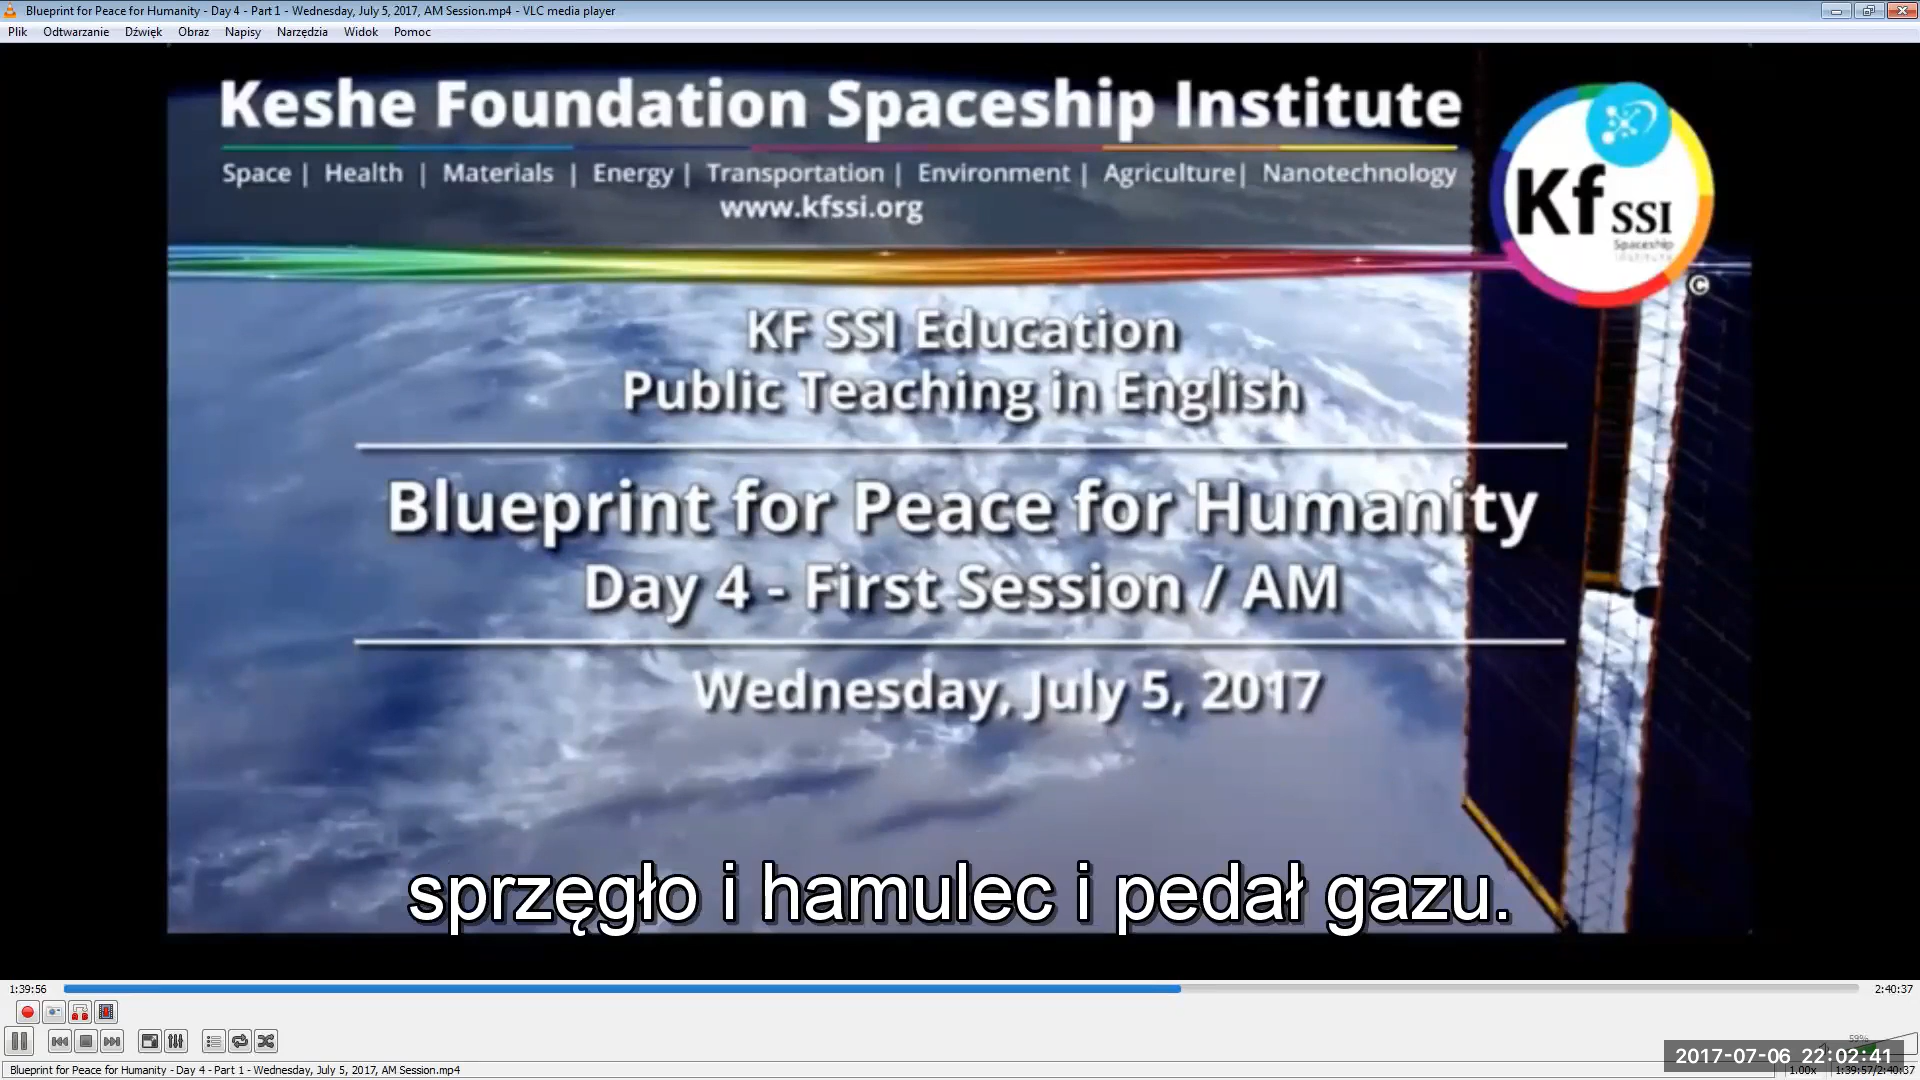 Blueprint for Peace for Humanity - Day 4 - Part 1 - Wednesday, July 5, 2017, AM Session.mp4 - VLC media player
Plik Odtwarzanie Dźwięk Obraz Napisy Narzędzia Widok Pomoc
Keshe Foundation Spaceship Institute
Space | Health | Materials | Energy | Transportation | Environment | Agriculture | Nanotechnology
www.kfssi.org
Kf SSI
Spaceship
INSTITUTE
©
KF SSI Education
Public Teaching in English
Blueprint for Peace for Humanity
Day 4 - First Session / AM
Wednesday, July 5, 2017
sprzęgło i hamulec i pedał gazu.
1:39:56
2:40:37
59%
2017-07-06 22:02:41
Blueprint for Peace for Humanity - Day 4 - Part 1 - Wednesday, July 5, 2017, AM Session.mp4
1.00x
1:39:57/2:40:37